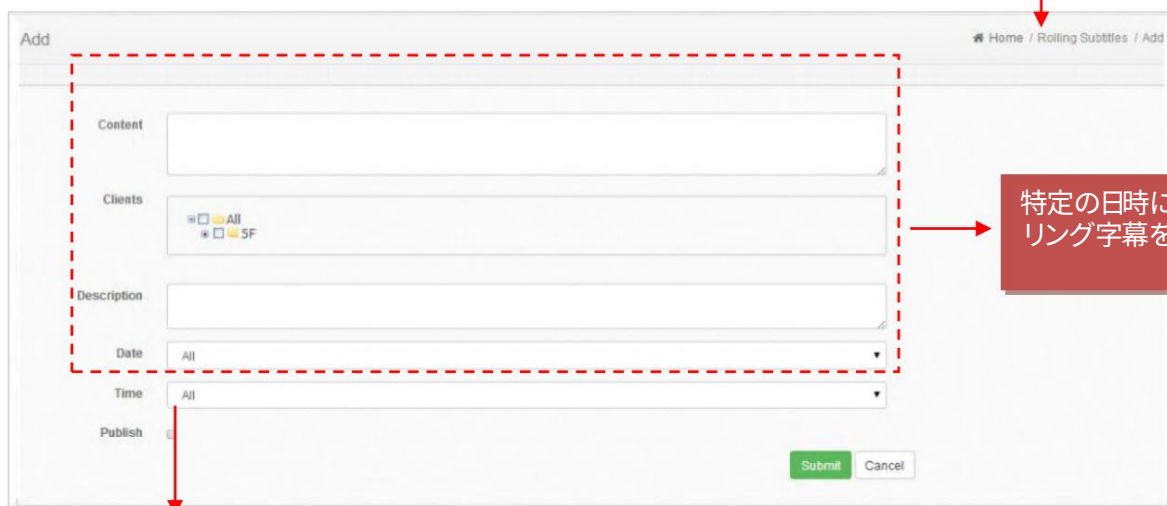 Add
Home / Rolling Subtitles / Add
Content
Clients
All
5F
特定の日時に
リング字幕を
Description
Date All
Time All
Publish
Submit Cancel